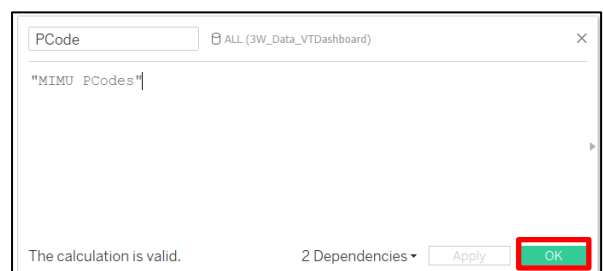 PCode ALL (3W_Data_VTDashboard)
"MIMU PCodes"
The calculation is valid. 2 Dependencies Apply OK